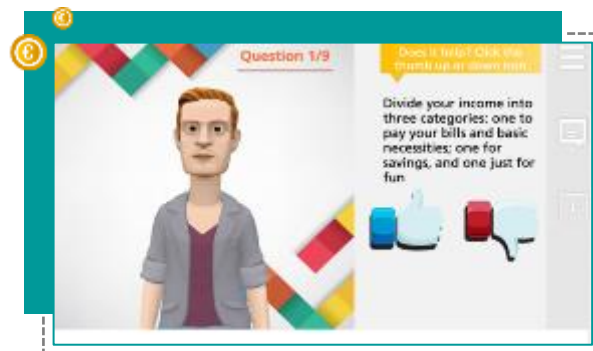 Question 1/9
Does it help? Click the
thumb up or down icon.
Divide your income into
three categories: one to
pay your bills and basic
necessities; one for
savings, and one just for
fun